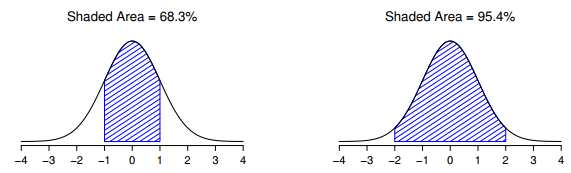 Shaded Area = 68.3%
−4 −3 −2 −1 0 1 2 3 4
Shaded Area = 95.4%
−4 −3 −2 −1 0 1 2 3 4